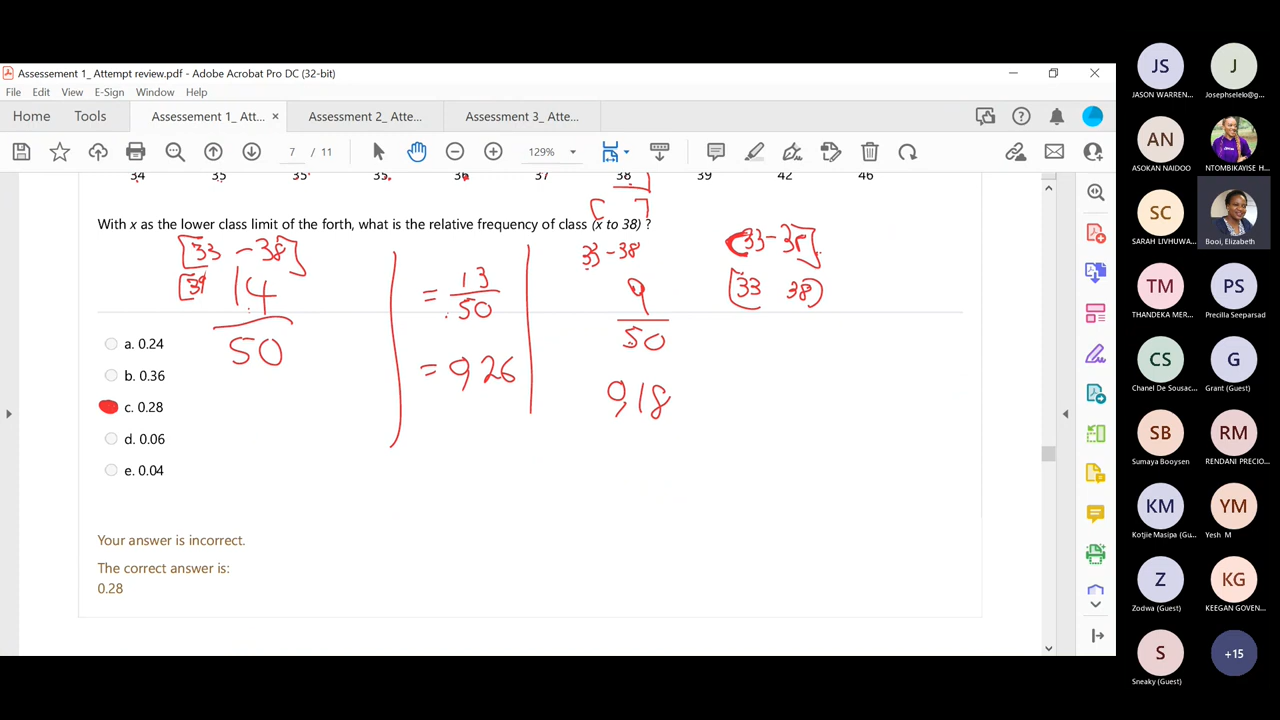 Assessement 1_ Attempt review.pdf - Adobe Acrobat Pro DC (32-bit)
File Edit View E-Sign Window Help
Home Tools Assessement 1_ Att... × Assessment 2_ Atte... Assessment 3_ Atte...
7 / 11 129%
34 35 35 35 36 37 38 39 42 46
With x as the lower class limit of the forth, what is the relative frequency of class (x to 38) ?
[33 - 38]
[39
14
50
= 13
50
= 0,26
33 - 38
9
50
0,18
(33 - 38]
[33 38)
a. 0.24
b. 0.36
c. 0.28
d. 0.06
e. 0.04
Your answer is incorrect.
The correct answer is:
0.28
JS
JASON WARREN...
J
Josephselelo@g...
AN
ASOKAN NAIDOO
NTOMBIKAYISE H...
SC
SARAH LIVHUWA...
Booi, Elizabeth
TM
THANDEKA MER...
PS
Precilla Seeparsad
CS
Chanel De Sousac...
G
Grant (Guest)
SB
Sumaya Booysen
RM
RENDANI PRECIO...
KM
Kotjie Masipa (Gu...
YM
Yesh M
Z
Zodwa (Guest)
KG
KEEGAN GOVEN...
S
Sneaky (Guest)
+15